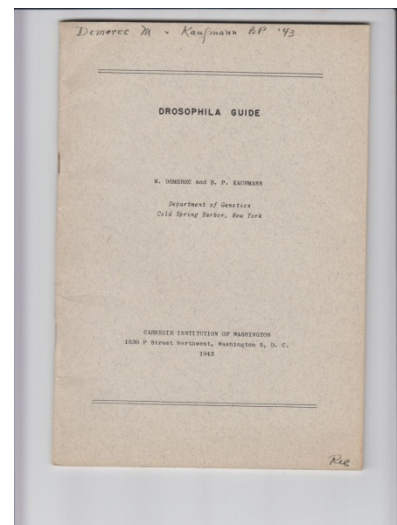 Demerec M & Kaufmann BP '43
DROSOPHILA GUIDE
M. DEMEREC and B. P. KAUFMANN
Department of Genetics
Cold Spring Harbor, New York
CARNEGIE INSTITUTION OF WASHINGTON
1530 P Street Northwest, Washington 5, D. C.
1943